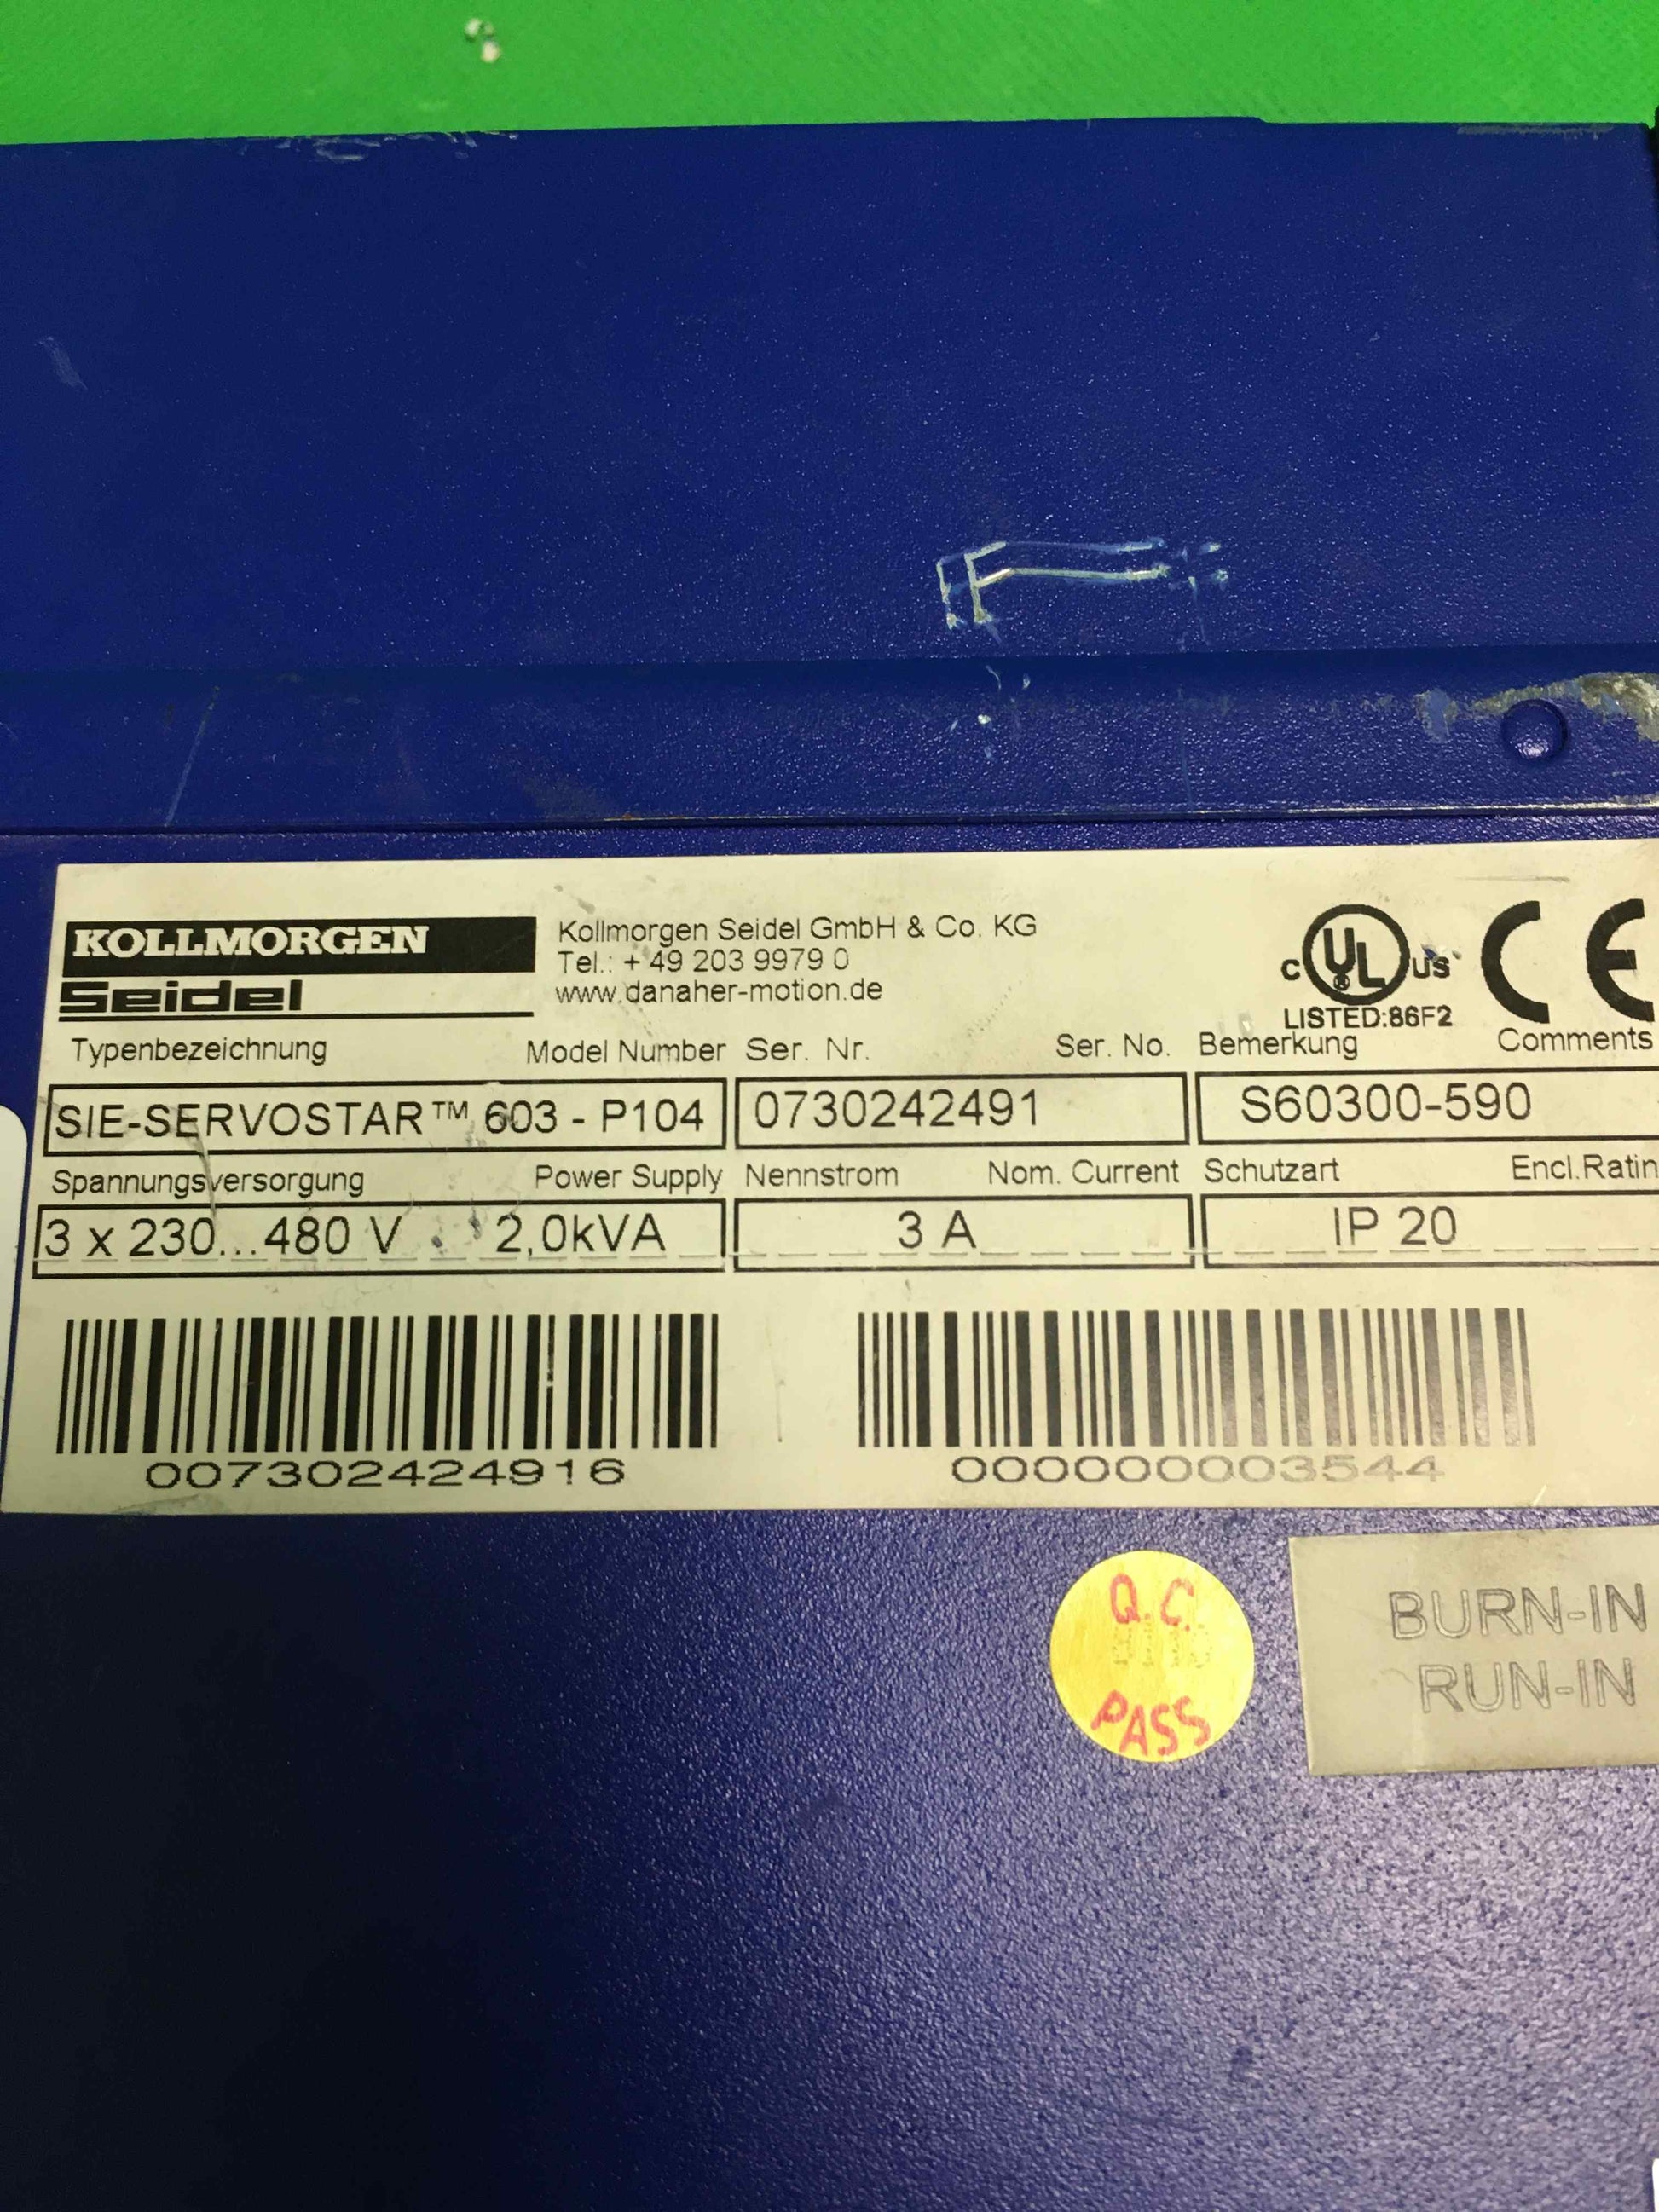 KOLLMORGEN
Seidel
Kollmorgen Seidel GmbH & Co. KG
Tel.: + 49 203 9979 0
www.danaher-motion.de
c UL® US
LISTED:86F2
CE
Typenbezeichnung Model Number Ser. Nr. Ser. No. Bemerkung Comments
SIE-SERVOSTAR™ 603 - P104 0730242491 S60300-590
Spannungsversorgung Power Supply Nennstrom Nom. Current Schutzart Encl.Ratin
3 x 230...480 V 2,0kVA 3 A IP 20
007302424916 000000003544
Q.C.
PASS
BURN-IN
RUN-IN